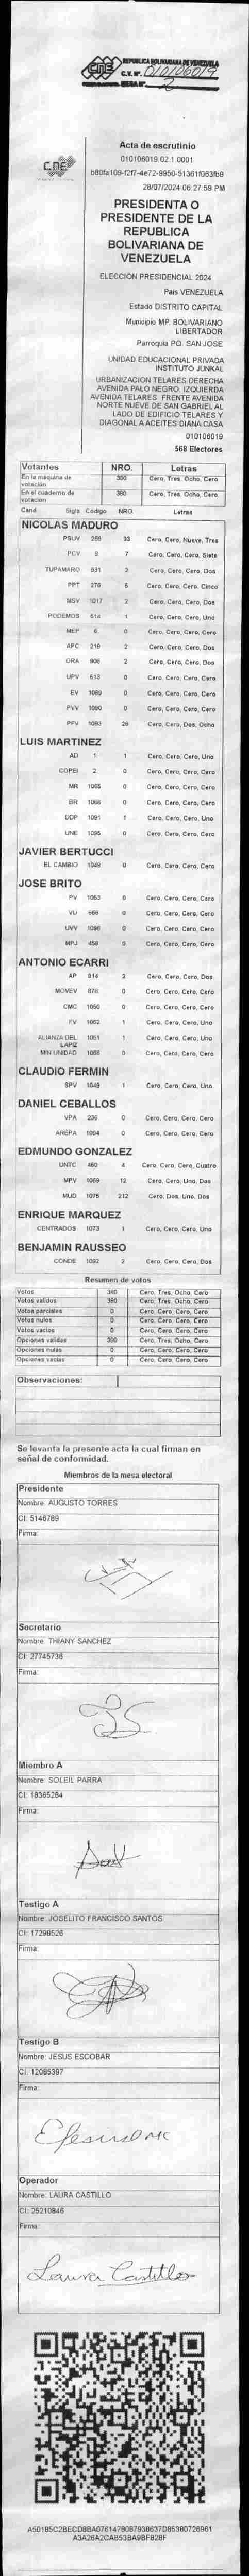 CNE REPUBLICA BOLIVARIANA DE VENEZUELA
C.V. Nº. 010106019
MESA Nº 2
CNE
Acta de escrutinio
010106019.02.1.0001
28/07/2024 06:27:59 PM
PRESIDENTA O
PRESIDENTE DE LA
REPUBLICA
BOLIVARIANA DE
VENEZUELA
ELECCION PRESIDENCIAL 2024
Pais VENEZUELA
Estado DISTRITO CAPITAL
Municipio MP. BOLIVARIANO
LIBERTADOR
Parroquia PQ. SAN JOSE
UNIDAD EDUCACIONAL PRIVADA
INSTITUTO JUNKAL
URBANIZACION TELARES DERECHA
AVENIDA PALO NEGRO. IZQUIERDA
AVENIDA TELARES. FRENTE AVENIDA
NORTE NUEVE DE SAN GABRIEL AL
LADO DE EDIFICIO TELARES Y
DIAGONAL A ACEITES DIANA CASA
010106019
568 Electores
Votantes NRO. Letras
En la máquina de votación 380 Cero, Tres, Ocho, Cero
En el cuaderno de votación 380 Cero, Tres, Ocho, Cero
Cand Sigla Codigo NRO. Letras
NICOLAS MADURO
PSUV 269 93 Cero, Cero, Nueve, Tres
PCV 9 7 Cero, Cero, Cero, Siete
TUPAMARO 931 2 Cero, Cero, Cero, Dos
PPT 276 5 Cero, Cero, Cero, Cinco
MSV 1017 2 Cero, Cero, Cero, Dos
PODEMOS 614 1 Cero, Cero, Cero, Uno
MEP 6 0 Cero, Cero, Cero, Cero
APC 219 2 Cero, Cero, Cero, Dos
ORA 908 2 Cero, Cero, Cero, Dos
UPV 613 0 Cero, Cero, Cero, Cero
EV 1089 0 Cero, Cero, Cero, Cero
PVV 1090 0 Cero, Cero, Cero, Cero
PFV 1093 28 Cero, Cero, Dos, Ocho
LUIS MARTINEZ
AD 1 1 Cero, Cero, Cero, Uno
COPEI 2 0 Cero, Cero, Cero, Cero
MR 1065 0 Cero, Cero, Cero, Cero
BR 1066 0 Cero, Cero, Cero, Cero
DDP 1091 1 Cero, Cero, Cero, Uno
UNE 1095 0 Cero, Cero, Cero, Cero
JAVIER BERTUCCI
EL CAMBIO 1048 0 Cero, Cero, Cero, Cero
JOSE BRITO
PV 1063 0 Cero, Cero, Cero, Cero
VU 668 0 Cero, Cero, Cero, Cero
UVV 1096 0 Cero, Cero, Cero, Cero
MPJ 458 0 Cero, Cero, Cero, Cero
ANTONIO ECARRI
AP 814 2 Cero, Cero, Cero, Dos
MOVEV 878 0 Cero, Cero, Cero, Cero
CMC 1050 0 Cero, Cero, Cero, Cero
FV 1062 1 Cero, Cero, Cero, Uno
ALIANZA DEL LAPIZ 1051 1 Cero, Cero, Cero, Uno
MIN UNIDAD 1066 0 Cero, Cero, Cero, Cero
CLAUDIO FERMIN
SPV 1049 1 Cero, Cero, Cero, Uno
DANIEL CEBALLOS
VPA 236 0 Cero, Cero, Cero, Cero
AREPA 1094 0 Cero, Cero, Cero, Cero
EDMUNDO GONZALEZ
UNTC 460 4 Cero, Cero, Cero, Cuatro
MPV 1069 12 Cero, Cero, Uno, Dos
MUD 1075 212 Cero, Dos, Uno, Dos
ENRIQUE MARQUEZ
CENTRADOS 1073 1 Cero, Cero, Cero, Uno
BENJAMIN RAUSSEO
CONDE 1092 2 Cero, Cero, Cero, Dos
Resumen de votos
Votos 380 Cero, Tres, Ocho, Cero
Votos validos 380 Cero, Tres, Ocho, Cero
Votos parciales 0 Cero, Cero, Cero, Cero
Votos nulos 0 Cero, Cero, Cero, Cero
Votos vacios 0 Cero, Cero, Cero, Cero
Opciones validas 380 Cero, Tres, Ocho, Cero
Opciones nulas 0 Cero, Cero, Cero, Cero
Opciones vacias 0 Cero, Cero, Cero, Cero
Observaciones:
Se levanta la presente acta la cual firman en
señal de conformidad.
Miembros de la mesa electoral
Presidente
Nombre: AUGUSTO TORRES
CI: 5146789
Firma:
Secretario
Nombre: THIANY SANCHEZ
CI: 27745736
Firma:
Miembro A
Nombre: SOLEIL PARRA
CI: 18365284
Firma:
Testigo A
Nombre: JOSELITO FRANCISCO SANTOS
CI: 17298526
Firma:
Testigo B
Nombre: JESUS ESCOBAR
CI: 12085397
Firma:
Operador
Nombre: LAURA CASTILLO
CI: 25210846
Firma:
Laura Castillo